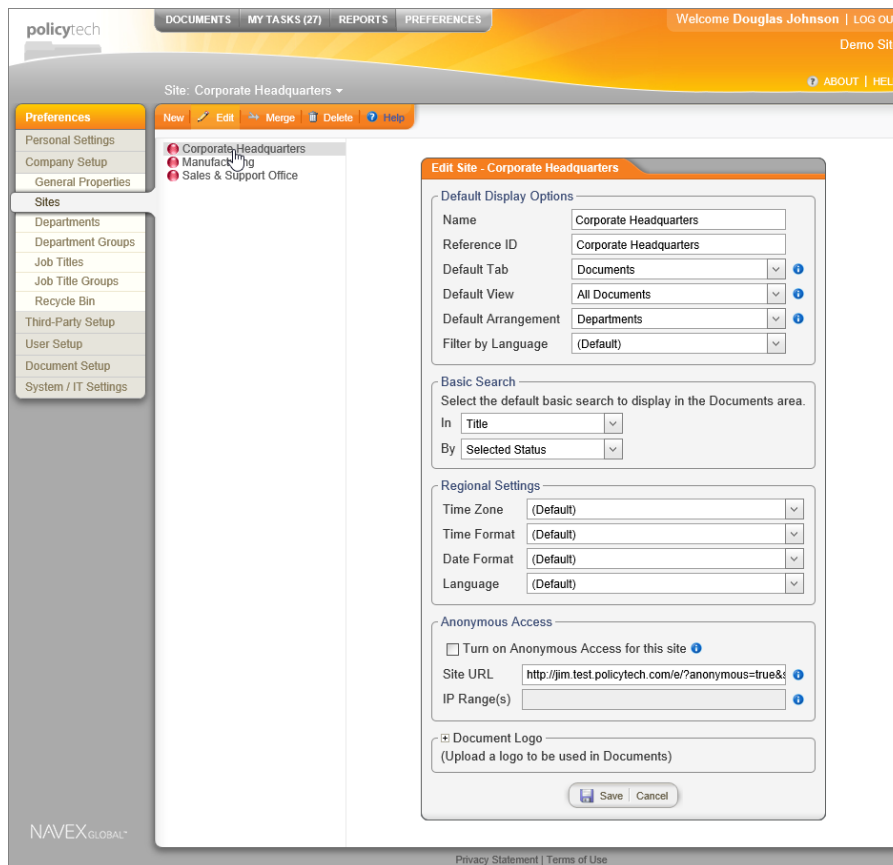 policytech
DOCUMENTS MY TASKS (27) REPORTS PREFERENCES
Welcome Douglas Johnson | LOG OU
Demo Sit
ABOUT | HEL
Site: Corporate Headquarters
Preferences
Personal Settings
Company Setup
General Properties
Sites
Departments
Department Groups
Job Titles
Job Title Groups
Recycle Bin
Third-Party Setup
User Setup
Document Setup
System / IT Settings
NAVEX GLOBAL
New Edit Merge Delete Help
Corporate Headquarters
Manufacturing
Sales & Support Office
Edit Site - Corporate Headquarters
Default Display Options
Name Corporate Headquarters
Reference ID Corporate Headquarters
Default Tab Documents
Default View All Documents
Default Arrangement Departments
Filter by Language (Default)
Basic Search
Select the default basic search to display in the Documents area.
In Title
By Selected Status
Regional Settings
Time Zone (Default)
Time Format (Default)
Date Format (Default)
Language (Default)
Anonymous Access
Turn on Anonymous Access for this site
Site URL http://jim.test.policytech.com/e/?anonymous=true&s
IP Range(s)
Document Logo
(Upload a logo to be used in Documents)
Save Cancel
Privacy Statement | Terms of Use